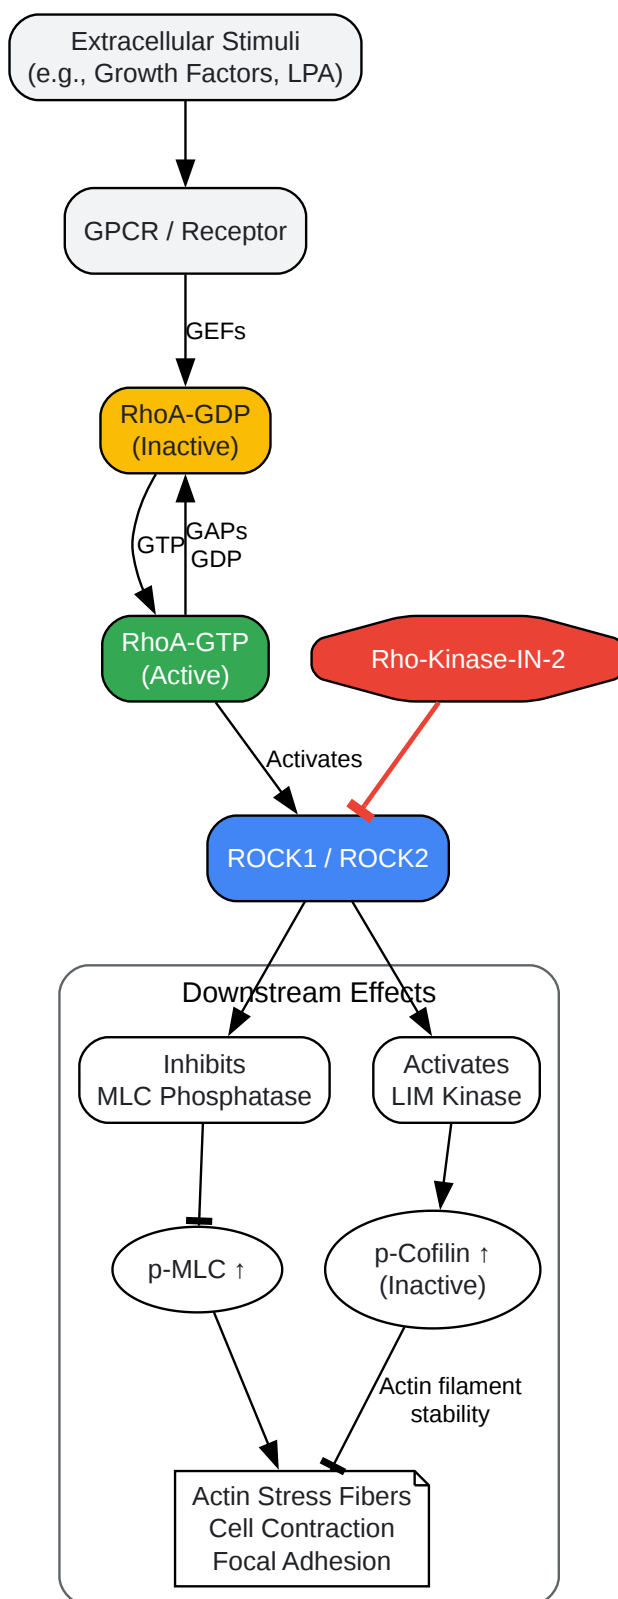 Extracellular Stimuli
(e.g., Growth Factors, LPA)
GPCR / Receptor
GEFs
RhoA-GDP
(Inactive)
GTP
GAPs
GDP
RhoA-GTP
(Active)
Rho-Kinase-IN-2
Activates
ROCK1 / ROCK2
Downstream Effects
Inhibits
MLC Phosphatase
Activates
LIM Kinase
p-MLC ↑
p-Cofilin ↑
(Inactive)
Actin filament
stability
Actin Stress Fibers
Cell Contraction
Focal Adhesion